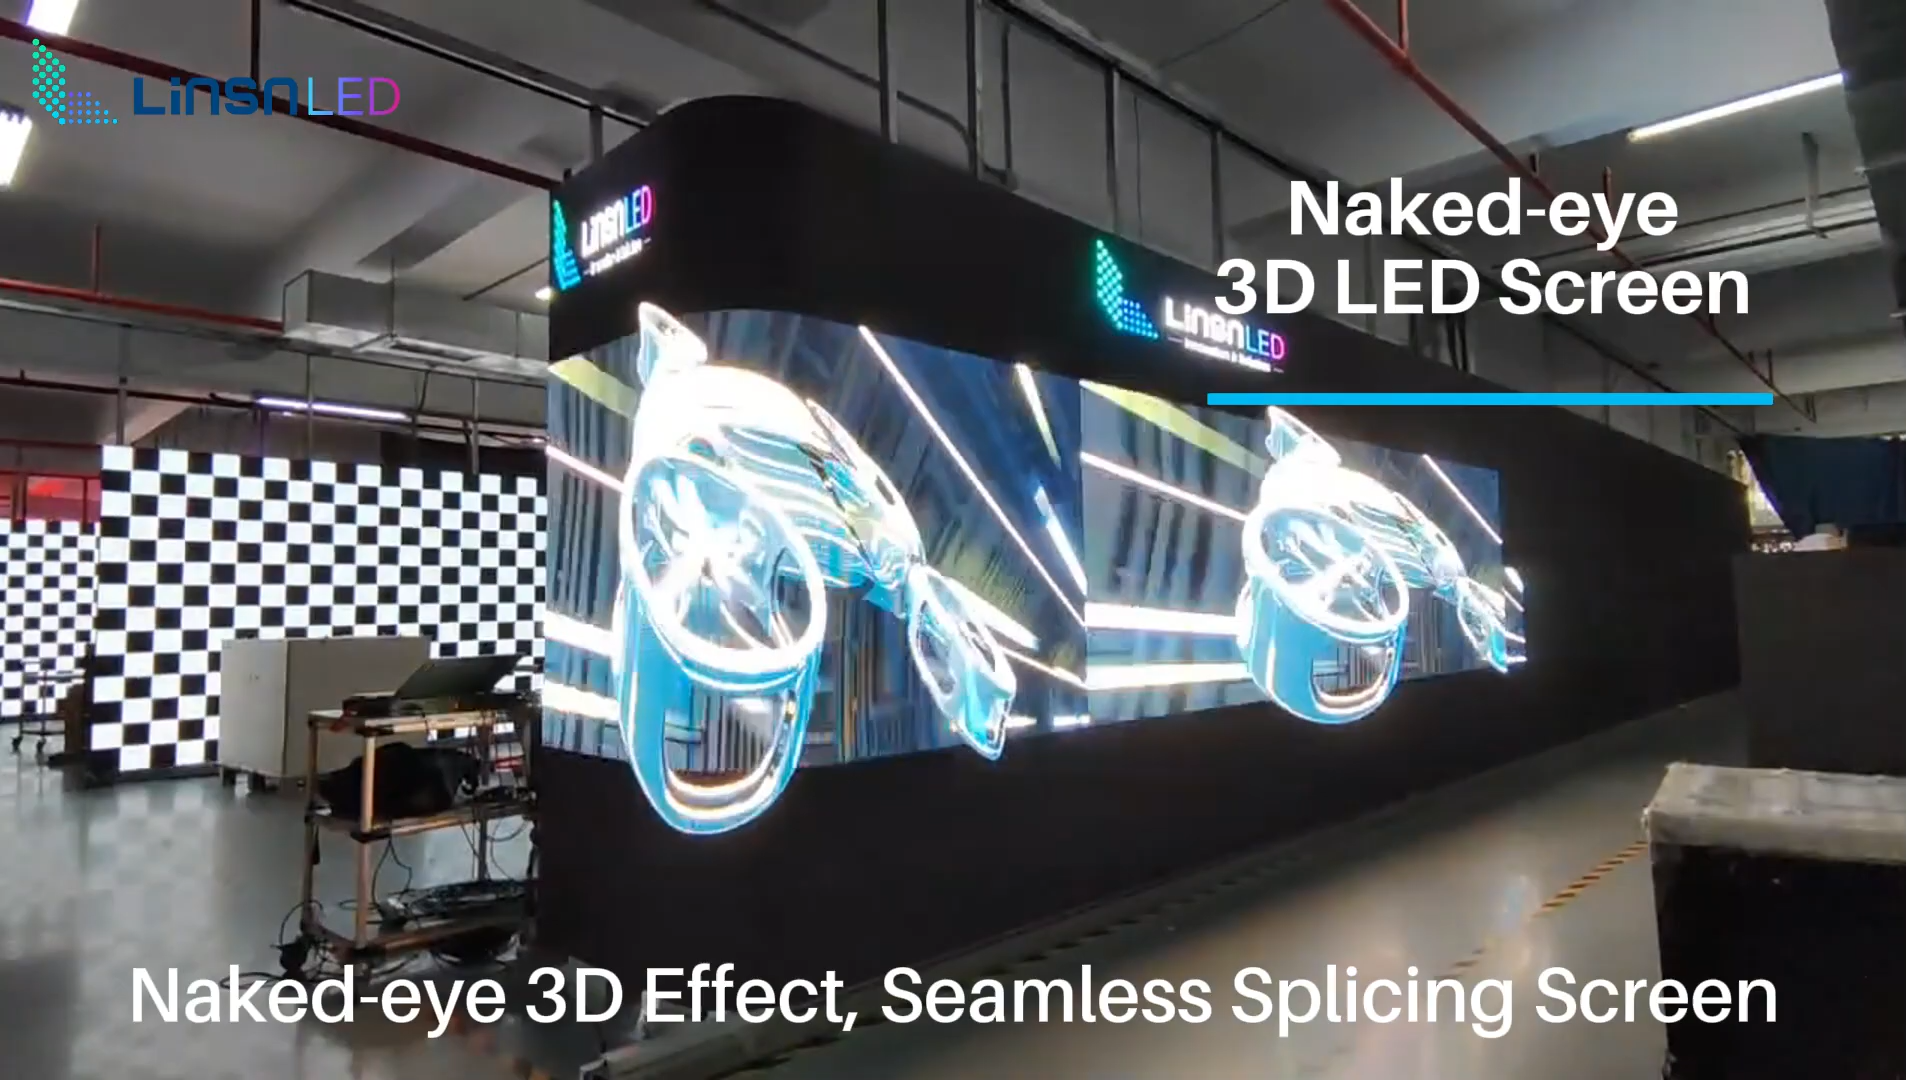 LinsnLED
LinsnLED
LinsnLED
Naked-eye
3D LED Screen
Naked-eye 3D Effect, Seamless Splicing Screen